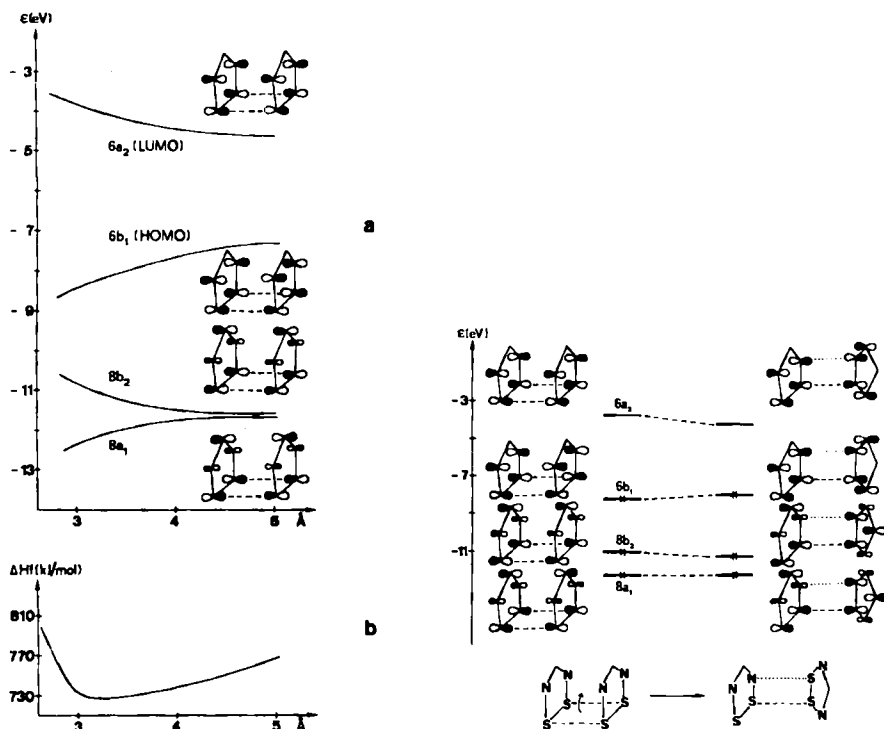 ε(eV)
- 3
- 5
- 7
- 9
- 11
- 13
6a₂ (LUMO)
6b₁ (HOMO)
8b₂
8a₁
3
4
5
Å
a
ΔHf(kJ/mol)
810
770
730
3
4
5
Å
b
ε(eV)
-3
-7
-11
6a₂
6b₁
8b₂
8a₁
N N N N
S S S S
N N S S S N